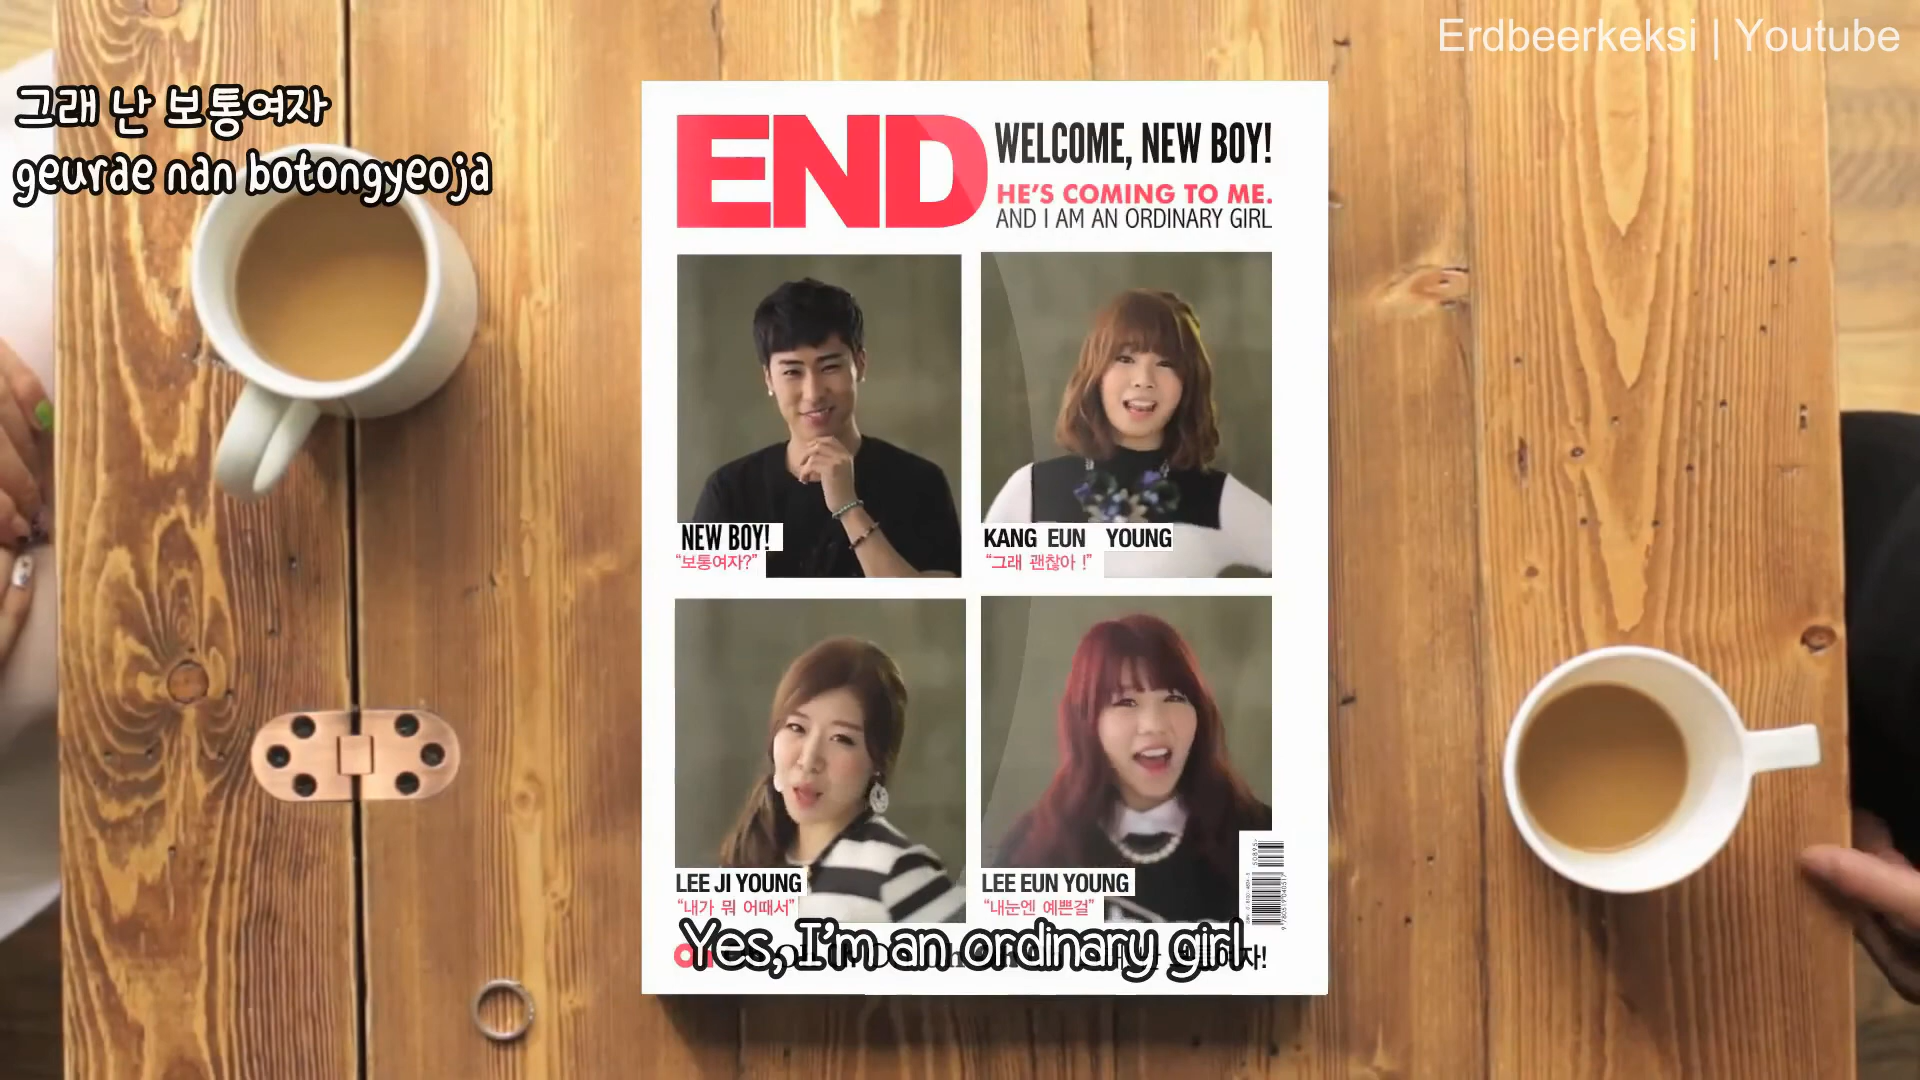 Erdbeerkeksi | Youtube
그래 난 보통여자
geurae nan botongyeoja
END
WELCOME, NEW BOY!
HE'S COMING TO ME.
AND I AM AN ORDINARY GIRL
NEW BOY!
"보통여자?"
KANG EUN YOUNG
"그래 괜찮아 !"
LEE JI YOUNG
"내가 뭐 어때서"
LEE EUN YOUNG
"내눈엔 예쁜걸"
Yes, I'm an ordinary girl